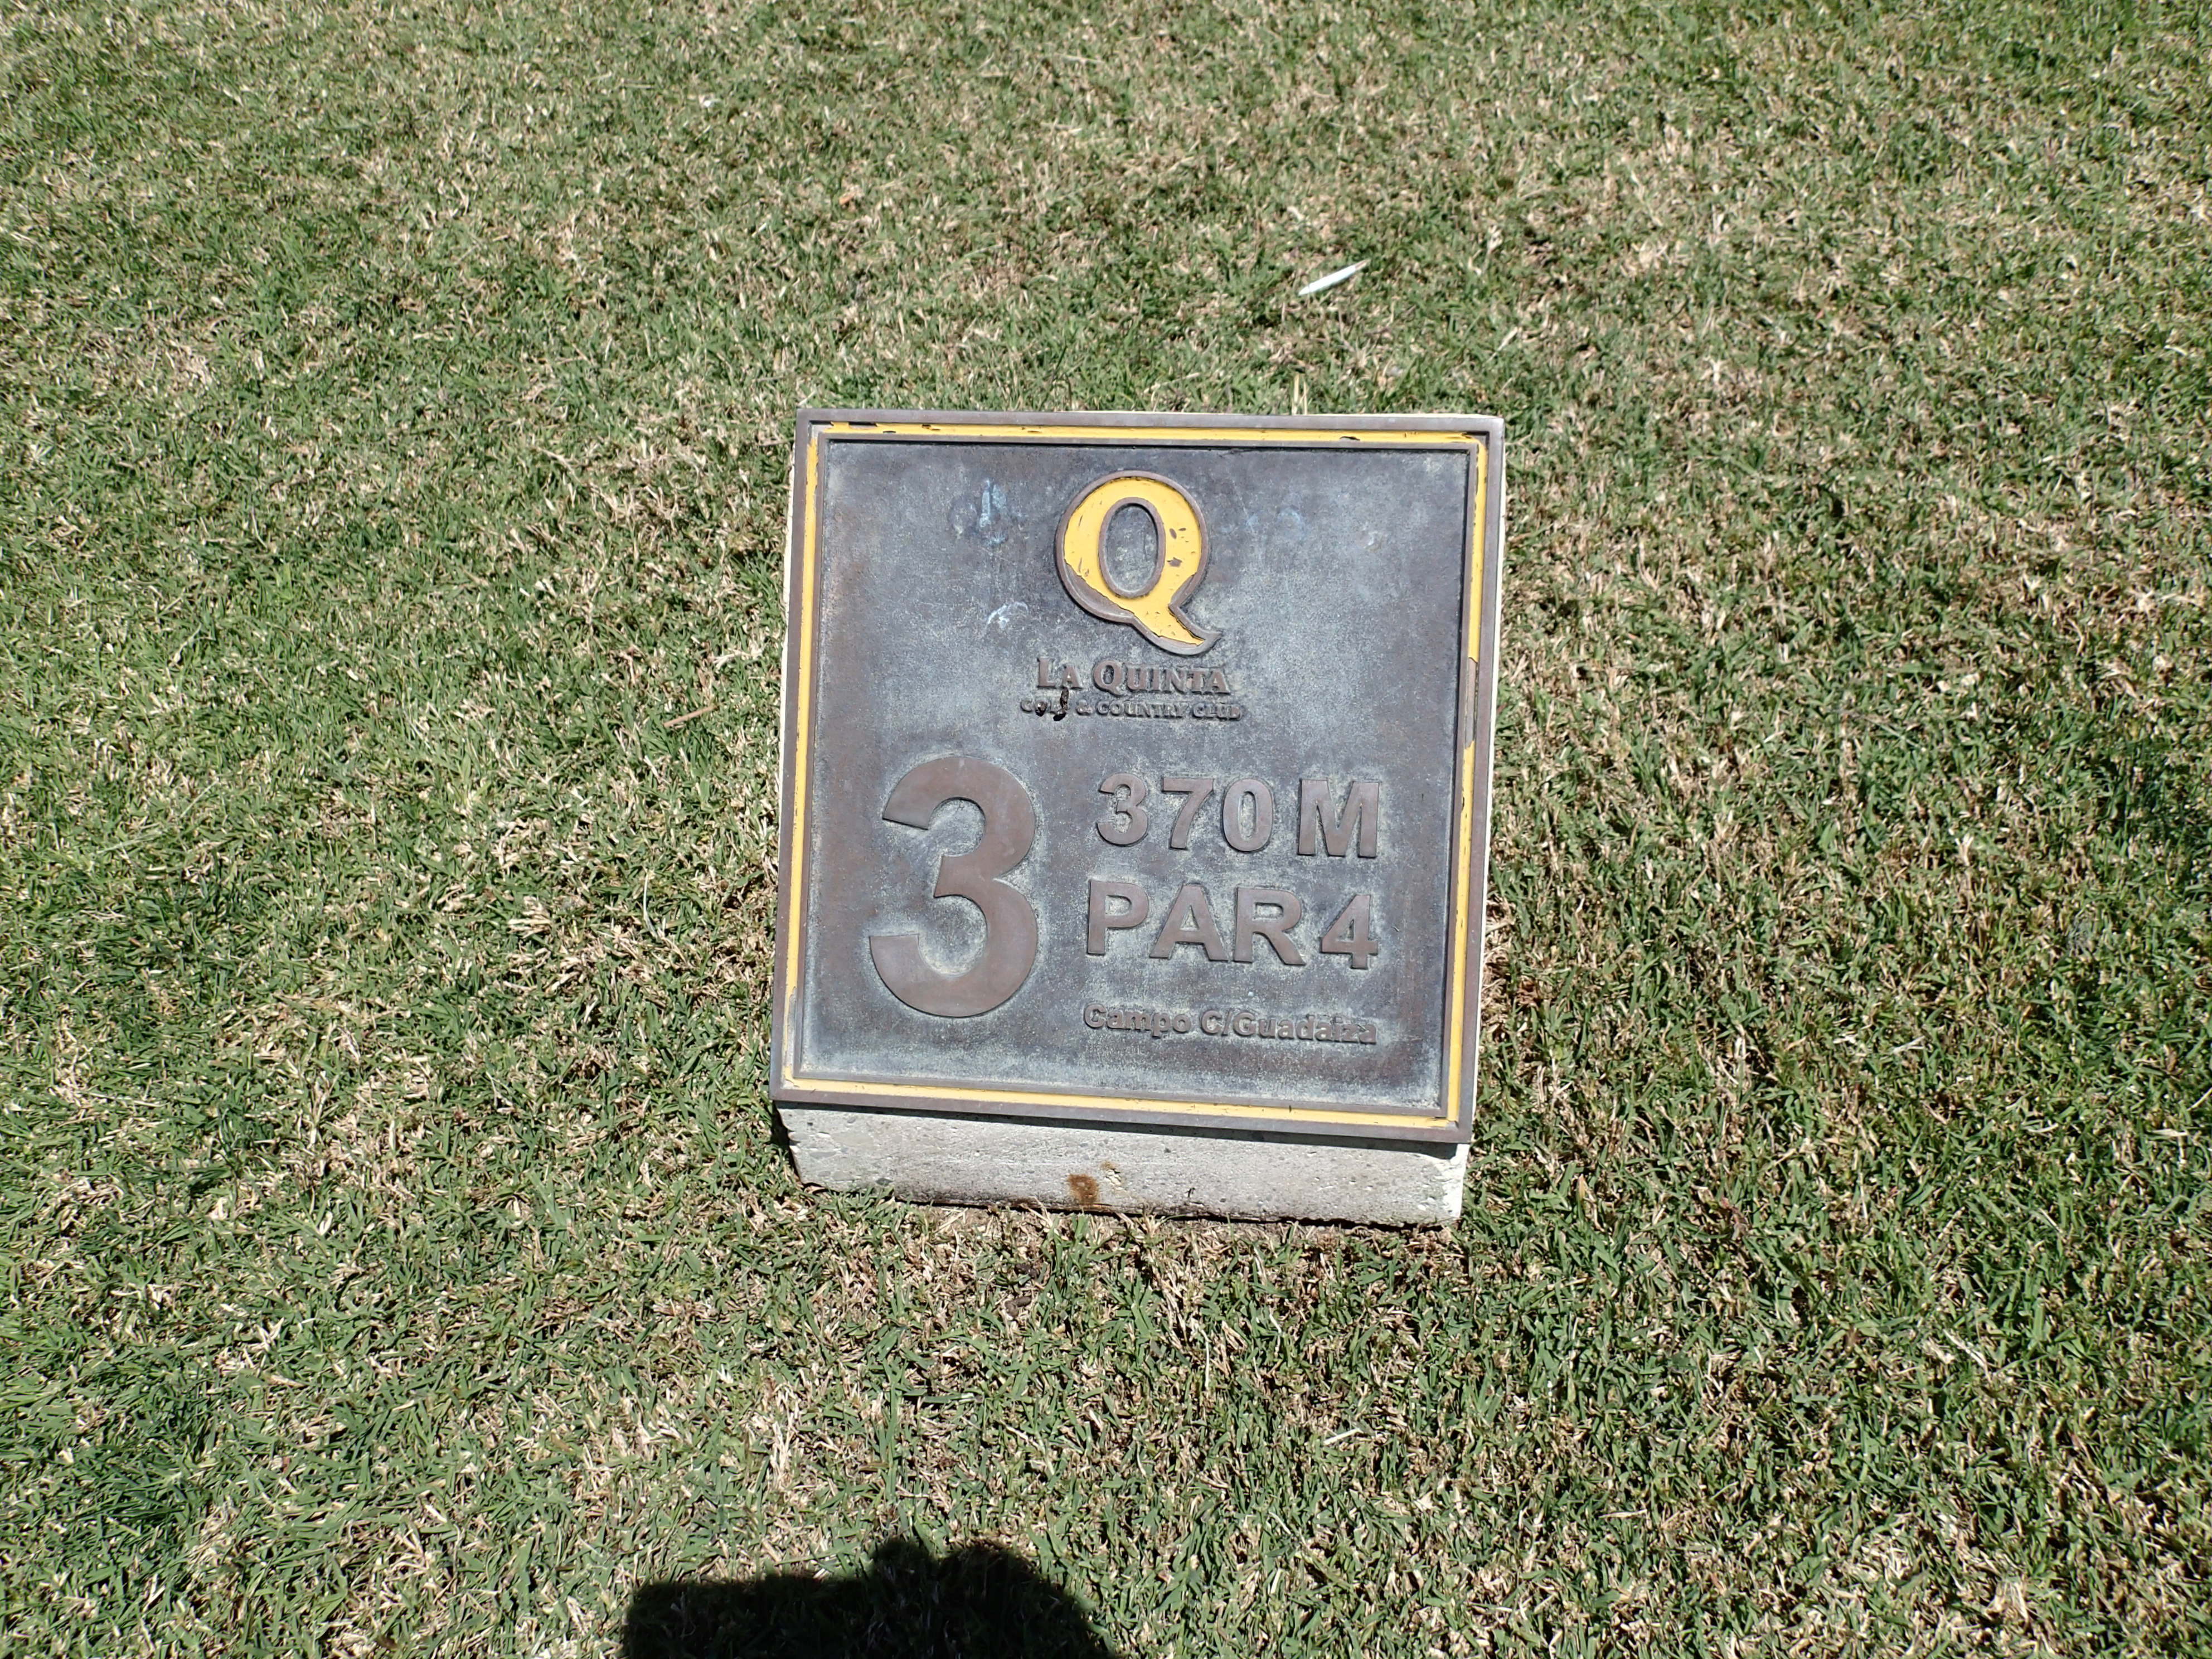 Q
LA QUINTA
GOLF & COUNTRY CLUB
3
370 M
PAR 4
Campo C/Guadaiza